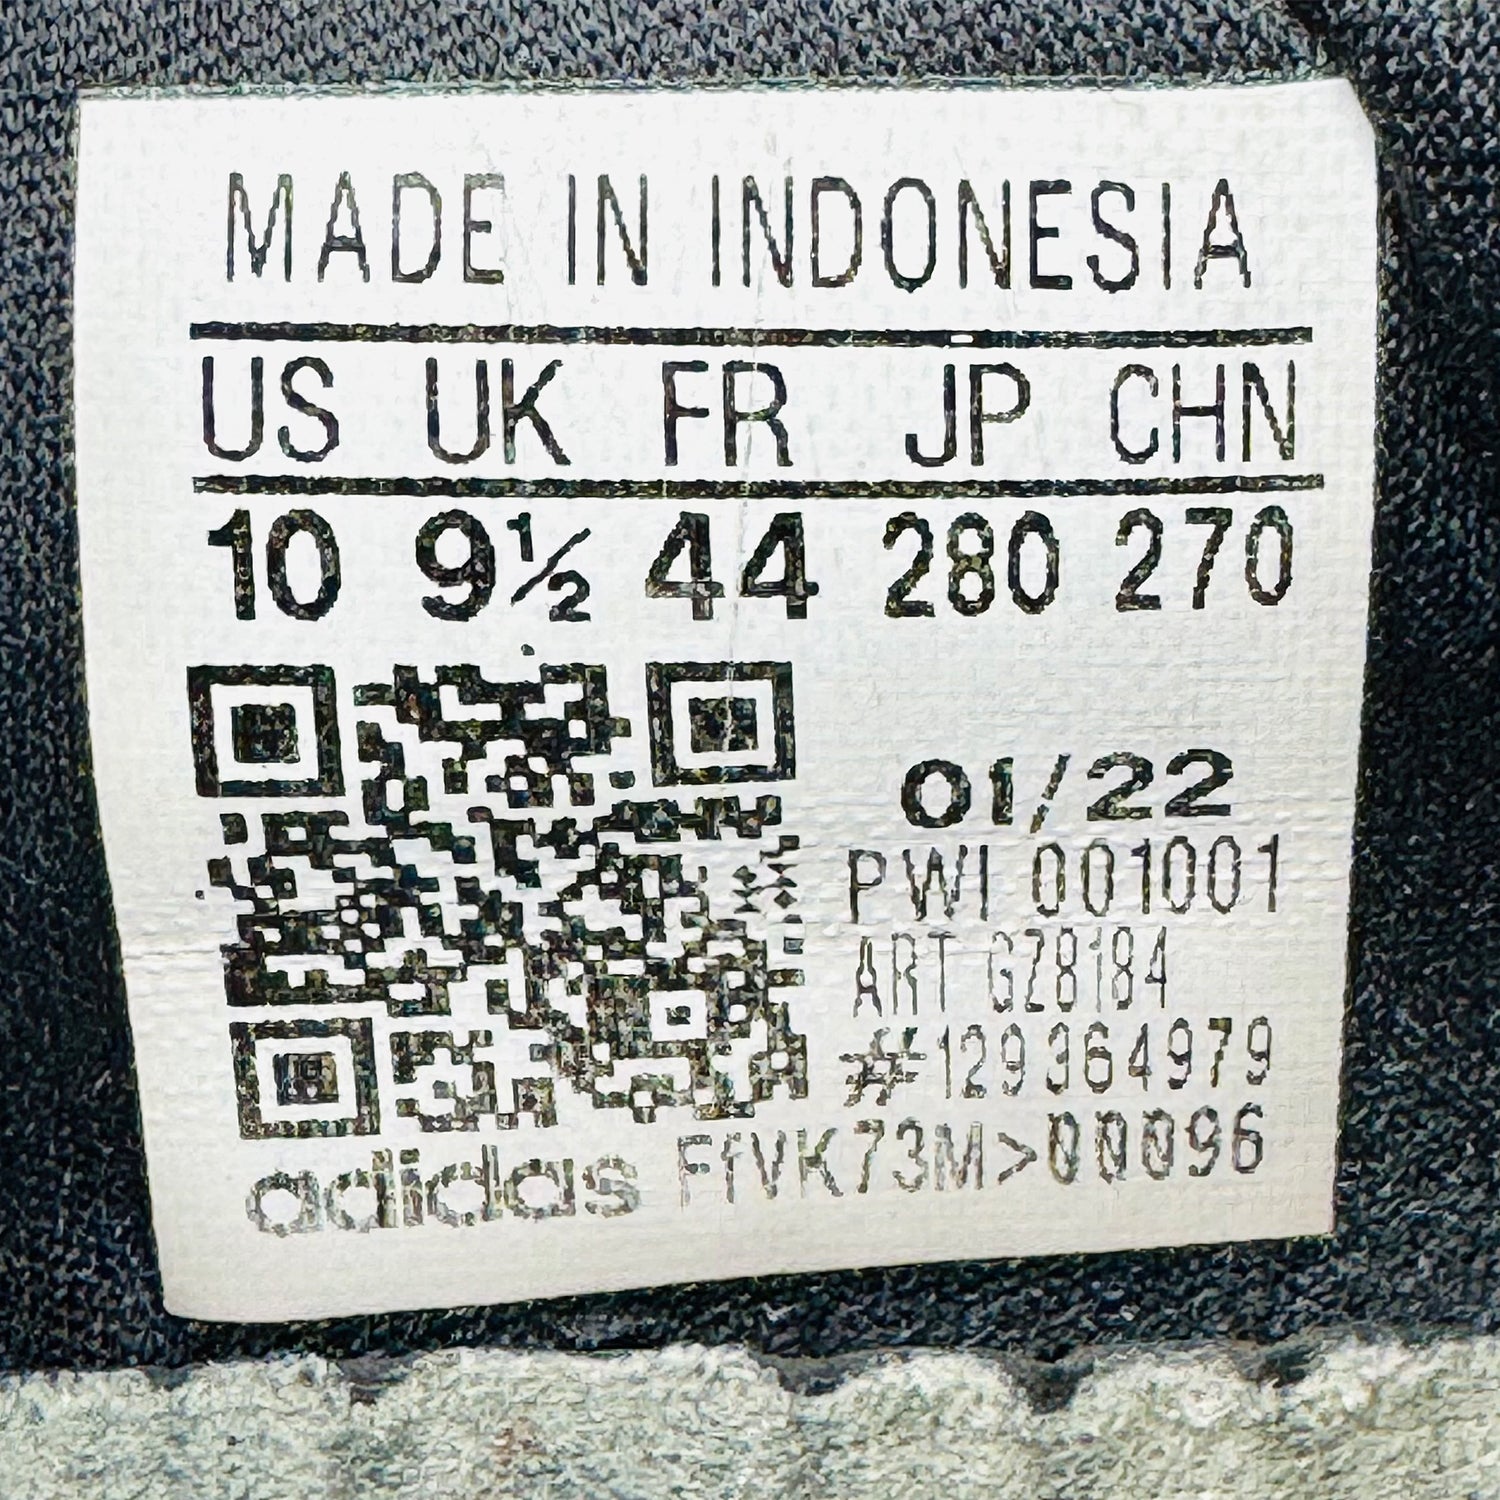 MADE IN INDONESIA
US UK FR JP CHN
10 9½ 44 280 270
01/22
PWI 001001
ART GZ8184
#129364979
adidas FfVK73M>00096